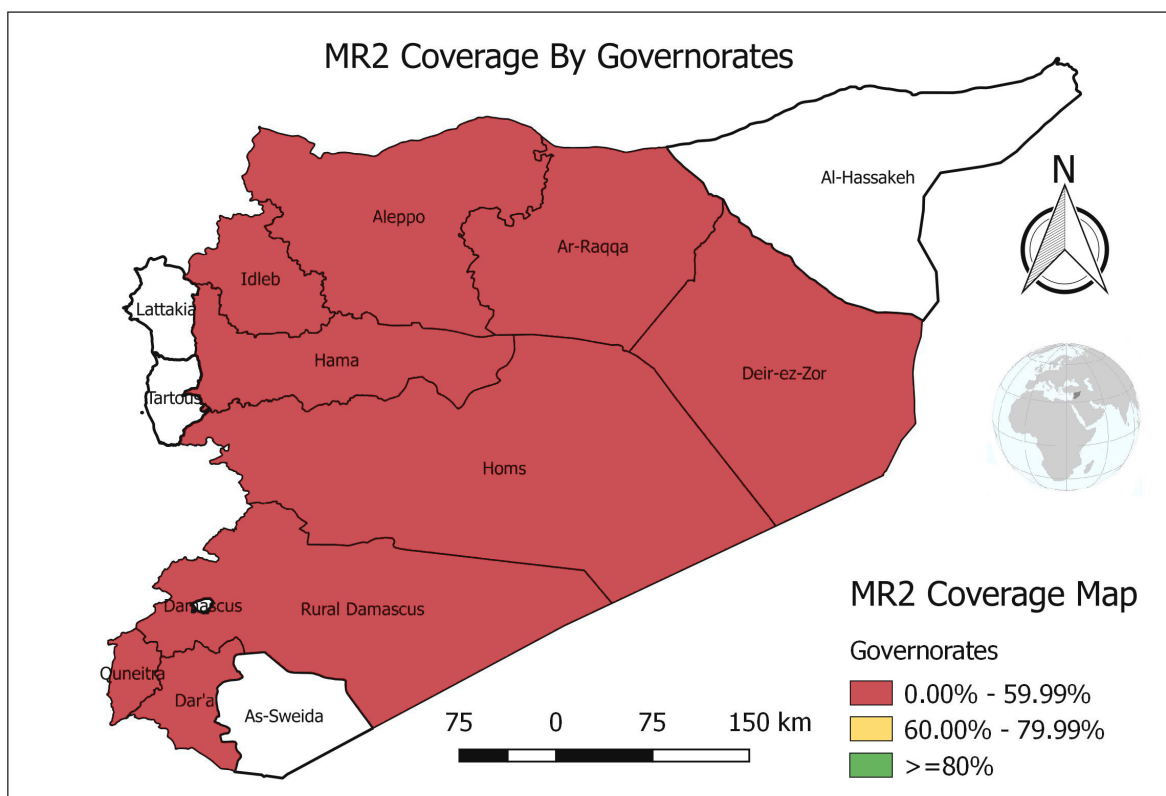 MR2 Coverage By Governorates
N
Al-Hassakeh
Aleppo
Ar-Raqqa
Idleb
Lattakia
Hama
Deir-ez-Zor
Tartous
Homs
Damascus
Rural Damascus
Quneitra
Dar'a
As-Sweida
75 0 75 150 km
MR2 Coverage Map
Governorates
0.00% - 59.99%
60.00% - 79.99%
>=80%